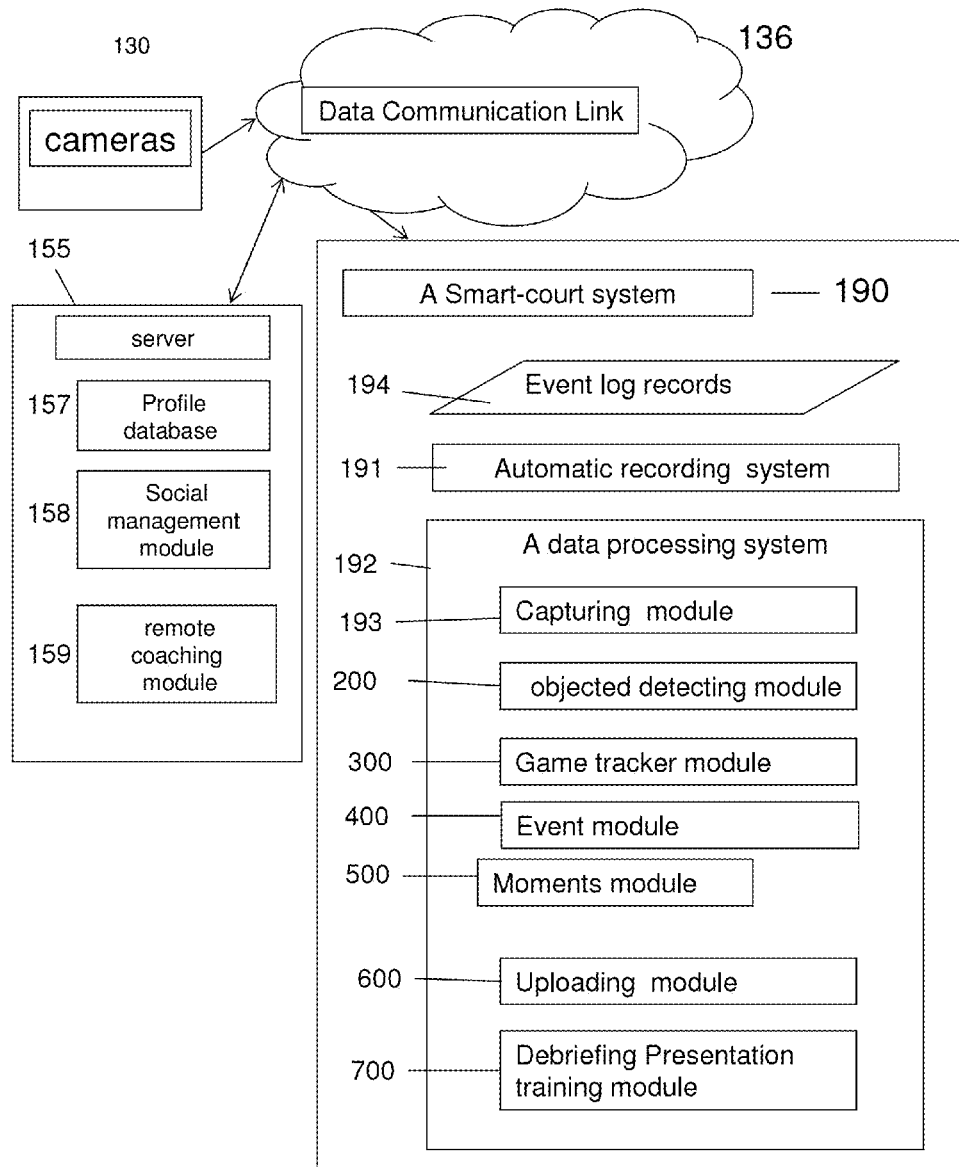 130
136
Data Communication Link
cameras
155
server
157
Profile
database
158
Social
management
module
159
remote
coaching
module
A Smart-court system
190
194
Event log records
191
Automatic recording system
A data processing system
192
Capturing module
193
200
objected detecting module
300
Game tracker module
400
Event module
500
Moments module
600
Uploading module
700
Debriefing Presentation
training module